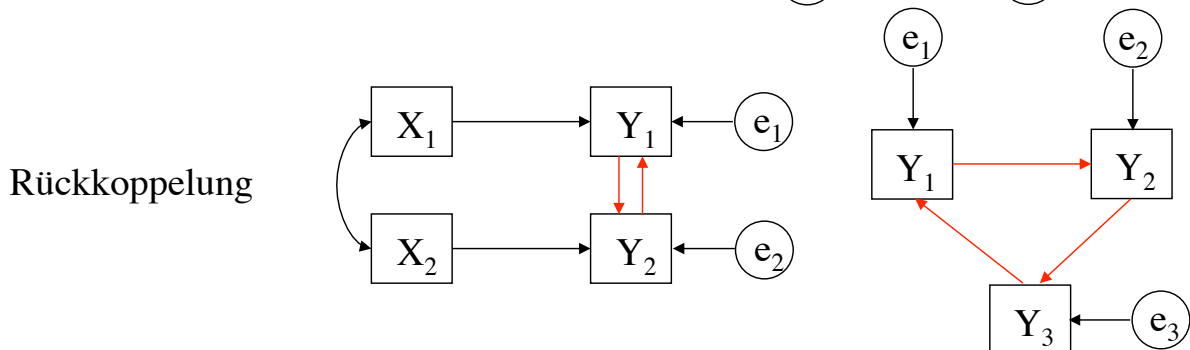 e₁ e₂
X₁ Y₁ e₁
Y₁ Y₂
Rückkoppelung
X₂ Y₂ e₂
Y₃ e₃